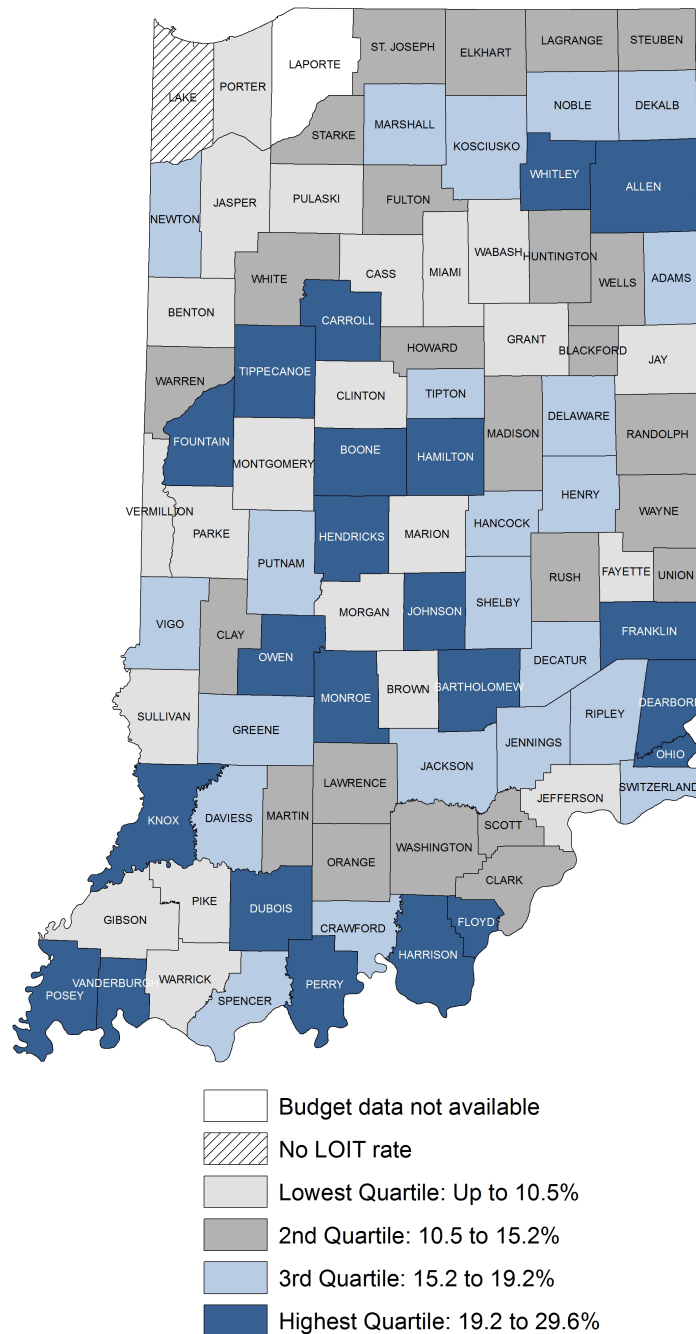 ST. JOSEPH
ELKHART
LAGRANGE
STEUBEN
LAPORTE
PORTER
LAKE
NOBLE
DEKALB
MARSHALL
STARKE
KOSCIUSKO
WHITLEY
ALLEN
NEWTON
JASPER
PULASKI
FULTON
WABASH
HUNTINGTON
WHITE
CASS
MIAMI
WELLS
ADAMS
BENTON
CARROLL
HOWARD
GRANT
BLACKFORD
JAY
TIPPECANOE
WARREN
CLINTON
TIPTON
MADISON
DELAWARE
RANDOLPH
FOUNTAIN
MONTGOMERY
BOONE
HAMILTON
HENRY
VERMILLION
WAYNE
PARKE
HENDRICKS
MARION
HANCOCK
PUTNAM
RUSH
FAYETTE
UNION
VIGO
CLAY
MORGAN
JOHNSON
SHELBY
FRANKLIN
OWEN
DECATUR
MONROE
BROWN
BARTHOLOMEW
DEARBORN
SULLIVAN
GREENE
RIPLEY
JENNINGS
OHIO
LAWRENCE
JACKSON
SWITZERLAND
JEFFERSON
KNOX
DAVIESS
MARTIN
SCOTT
ORANGE
WASHINGTON
CLARK
PIKE
DUBOIS
GIBSON
FLOYD
CRAWFORD
HARRISON
POSEY
VANDERBURGH
WARRICK
PERRY
SPENCER
Budget data not available
No LOIT rate
Lowest Quartile: Up to 10.5%
2nd Quartile: 10.5 to 15.2%
3rd Quartile: 15.2 to 19.2%
Highest Quartile: 19.2 to 29.6%